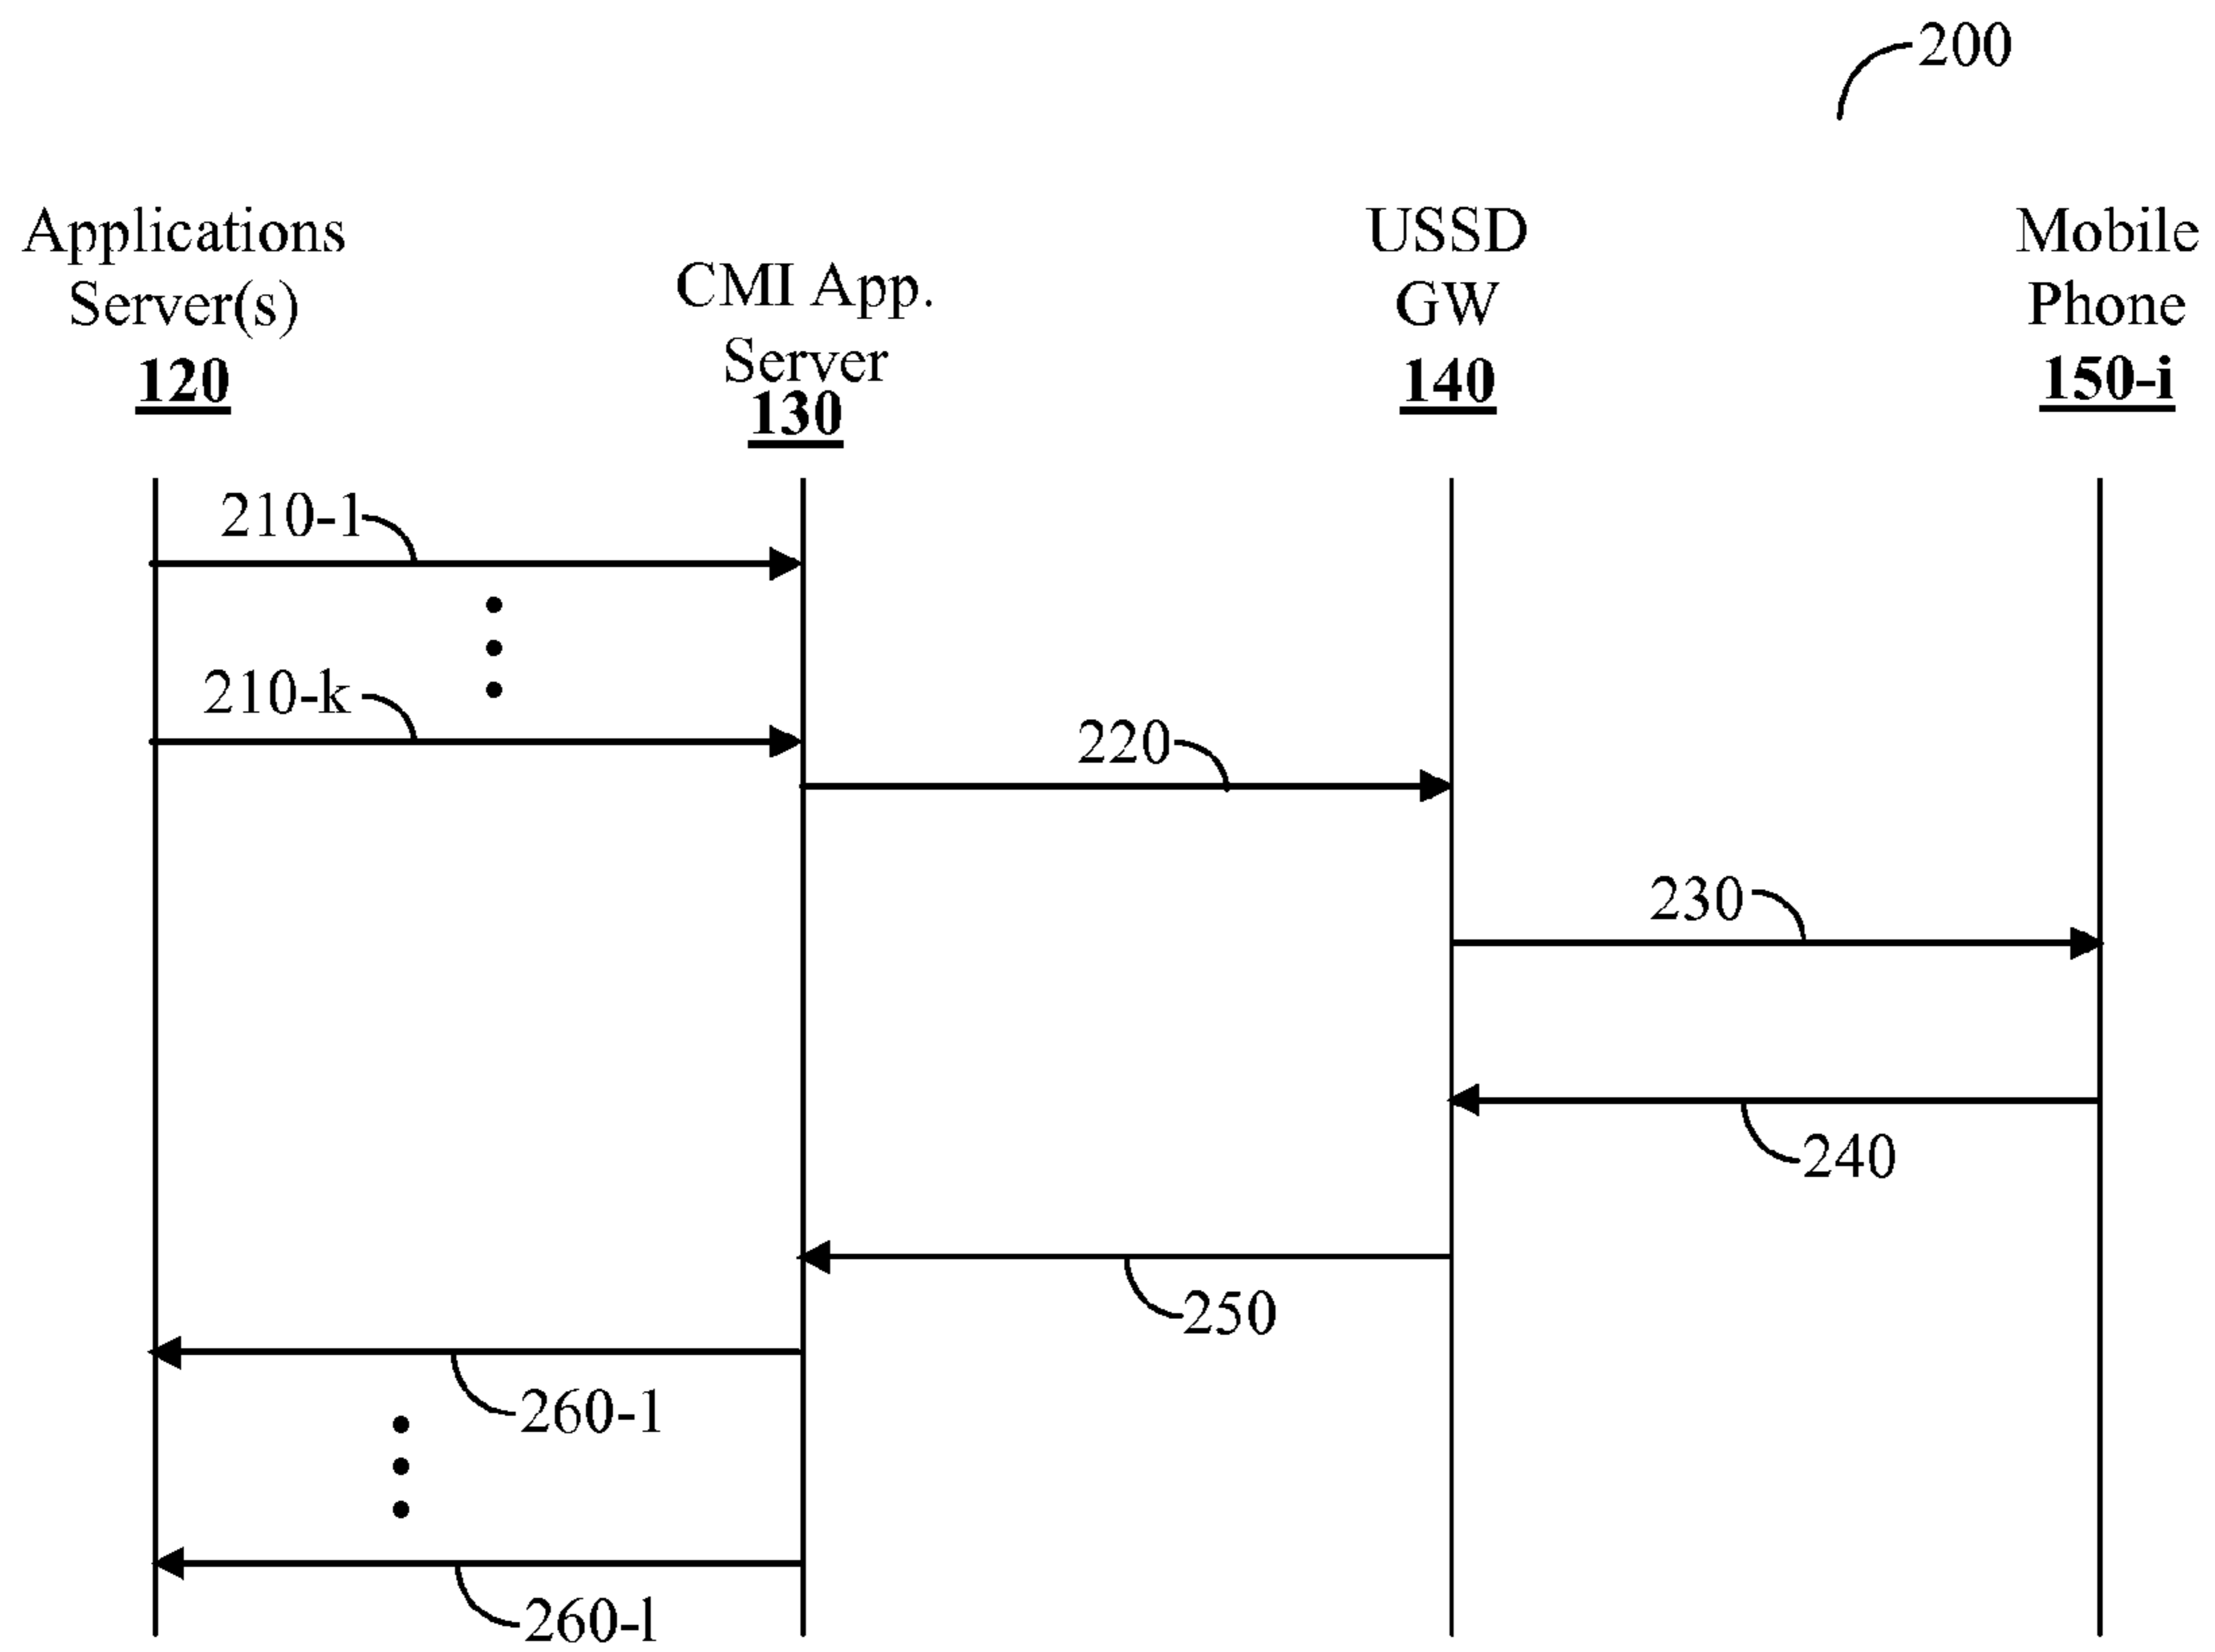 200
Applications
Server(s)
120
CMI App.
Server
130
USSD
GW
140
Mobile
Phone
150-i
210-1
210-k
220
230
240
250
260-1
260-l